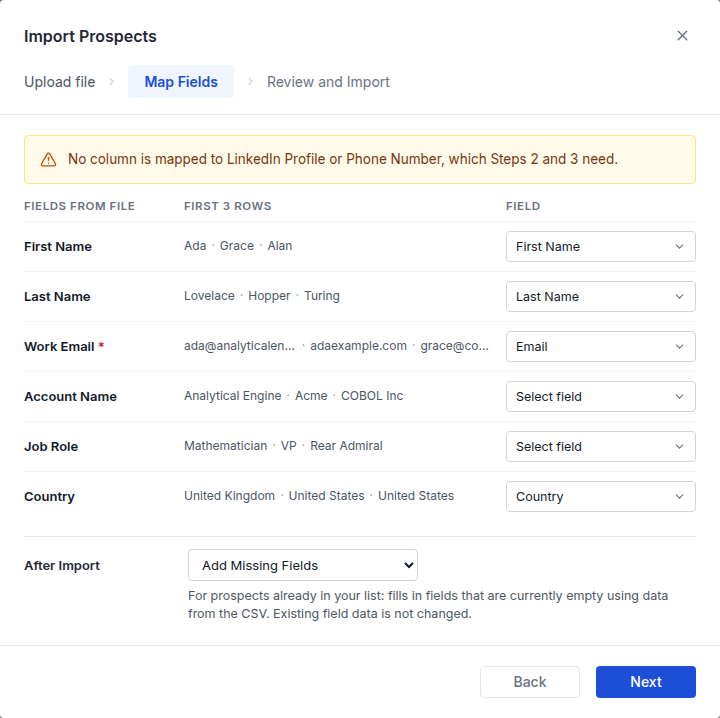 Import Prospects
Upload file
Map Fields
Review and Import
No column is mapped to LinkedIn Profile or Phone Number, which Steps 2 and 3 need.
FIELDS FROM FILE FIRST 3 ROWS FIELD
First Name Ada · Grace · Alan First Name
Last Name Lovelace · Hopper · Turing Last Name
Work Email * ada@analyticalen... · adaexample.com · grace@co... Email
Account Name Analytical Engine · Acme · COBOL Inc Select field
Job Role Mathematician · VP · Rear Admiral Select field
Country United Kingdom · United States · United States Country
After Import Add Missing Fields
For prospects already in your list: fills in fields that are currently empty using data
from the CSV. Existing field data is not changed.
Back Next